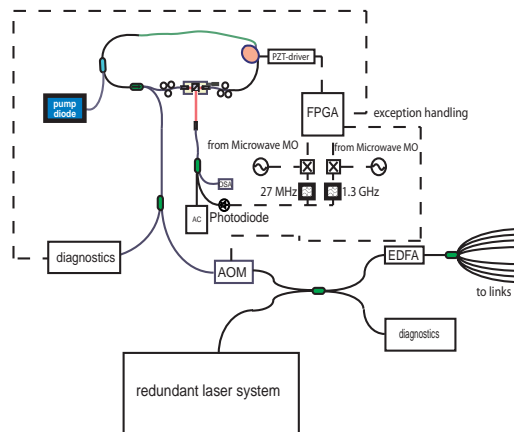 PZT-driver
pump
diode
FPGA
exception handling
from Microwave MO
from Microwave MO
OSA
27 MHz
1.3 GHz
AC
Photodiode
diagnostics
AOM
EDFA
to links
diagnostics
redundant laser system